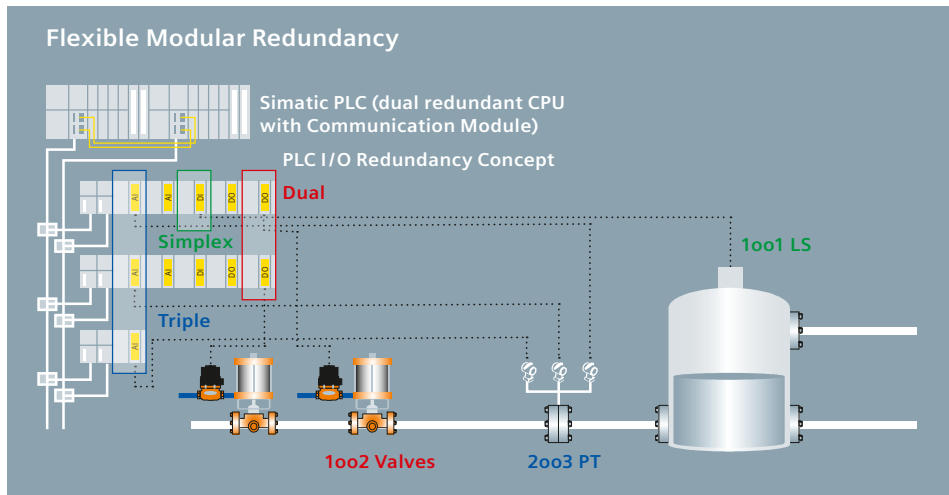 Flexible Modular Redundancy
Simatic PLC (dual redundant CPU
with Communication Module)
PLC I/O Redundancy Concept
AI
AI
DI
DO
DO
Dual
Simplex
1oo1 LS
AI
AI
DI
DO
DO
Triple
AI
1oo2 Valves
2oo3 PT